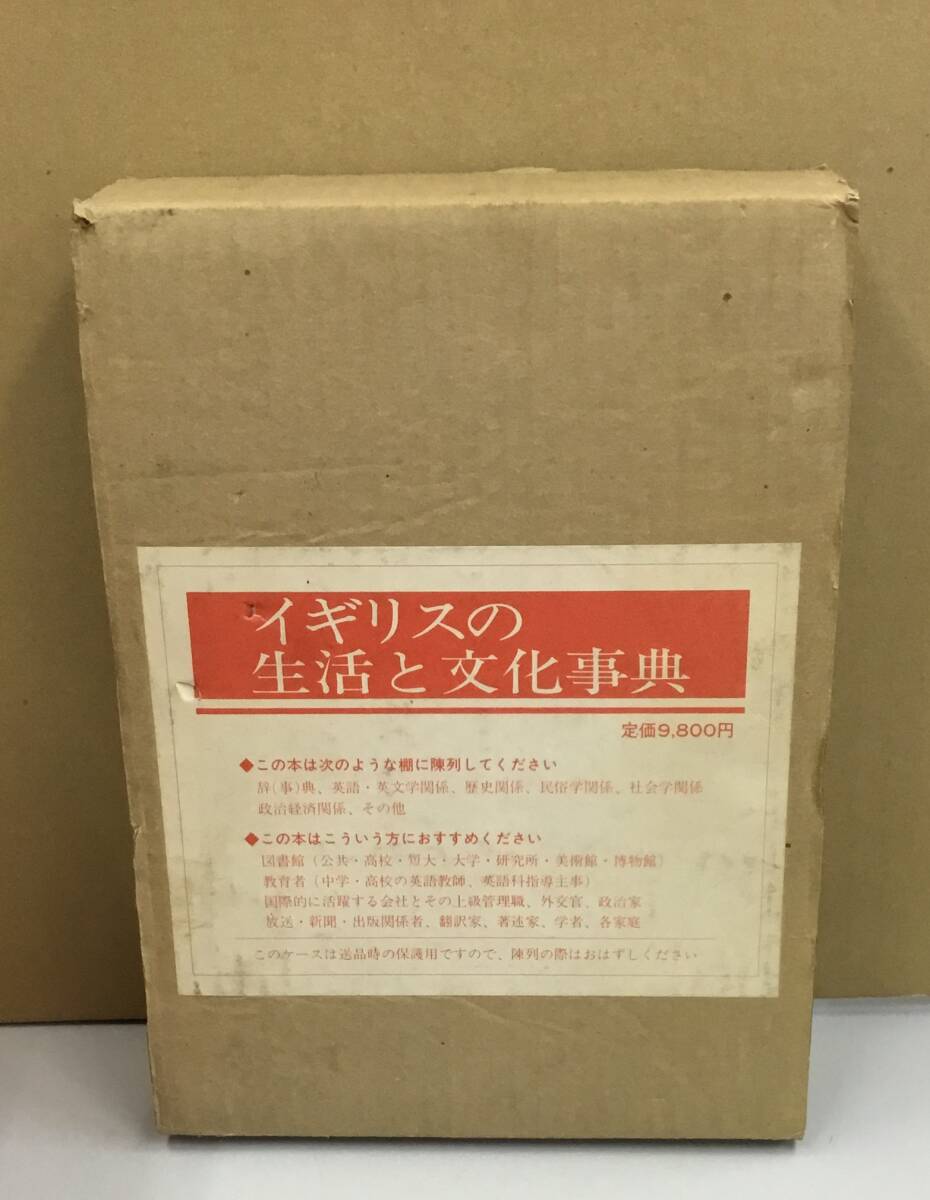 イギリスの
生活と文化事典
定価9,800円
◆この本は次のような棚に陳列してください
辞(事)典、英語・英文学関係、歴史関係、民俗学関係、社会学関係
政治経済関係、その他
◆この本はこういう方におすすめください
図書館(公共・高校・短大・大学・研究所・美術館・博物館)
教育者(中学・高校の英語教師、英語科指導主事)
国際的に活躍する会社とその上級管理職、外交官、政治家
放送・新聞・出版関係者、翻訳家、著述家、学者、各家庭
このケースは送品時の保護用ですので、陳列の際はおはずしください